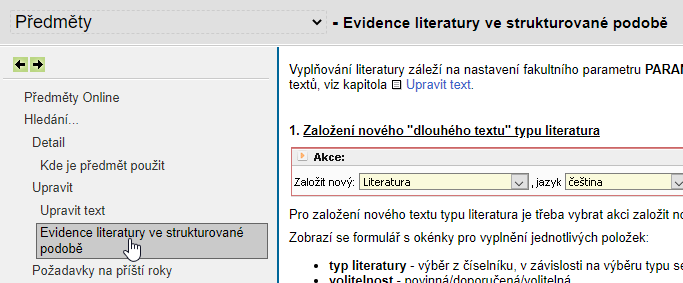 Předměty - Evidence literatury ve strukturované podobě
Předměty Online
Hledání...
Detail
Kde je předmět použit
Upravit
Upravit text
Evidence literatury ve strukturované
podobě
Požadavky na příští roky
Vyplňování literatury záleží na nastavení fakultního parametru PARAM
textů, viz kapitola Upravit text.
1. Založení nového "dlouhého textu" typu literatura
Akce:
Založit nový: Literatura , jazyk čeština
Pro založení nového textu typu literatura je třeba vybrat akci založit no
Zobrazí se formulář s okénky pro vyplnění jednotlivých položek:
• typ literatury - výběr z číselníku, v závislosti na výběru typu se
• volitelnost - povinná/doporučená/volitelná